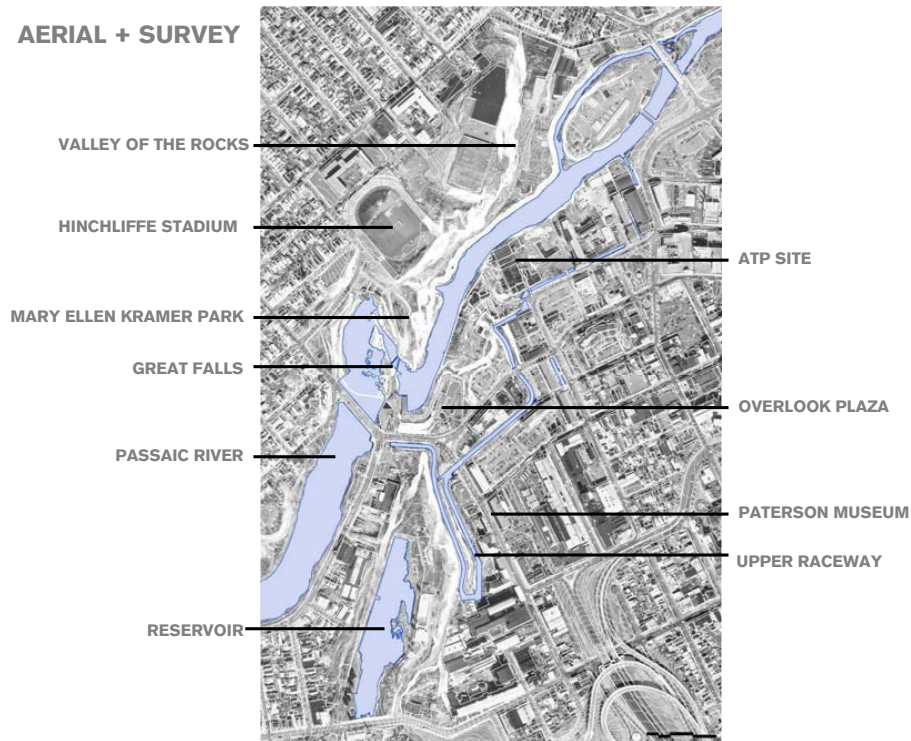 AERIAL + SURVEY
VALLEY OF THE ROCKS
HINCHLIFFE STADIUM
ATP SITE
MARY ELLEN KRAMER PARK
GREAT FALLS
OVERLOOK PLAZA
PASSAIC RIVER
PATERSON MUSEUM
UPPER RACEWAY
RESERVOIR